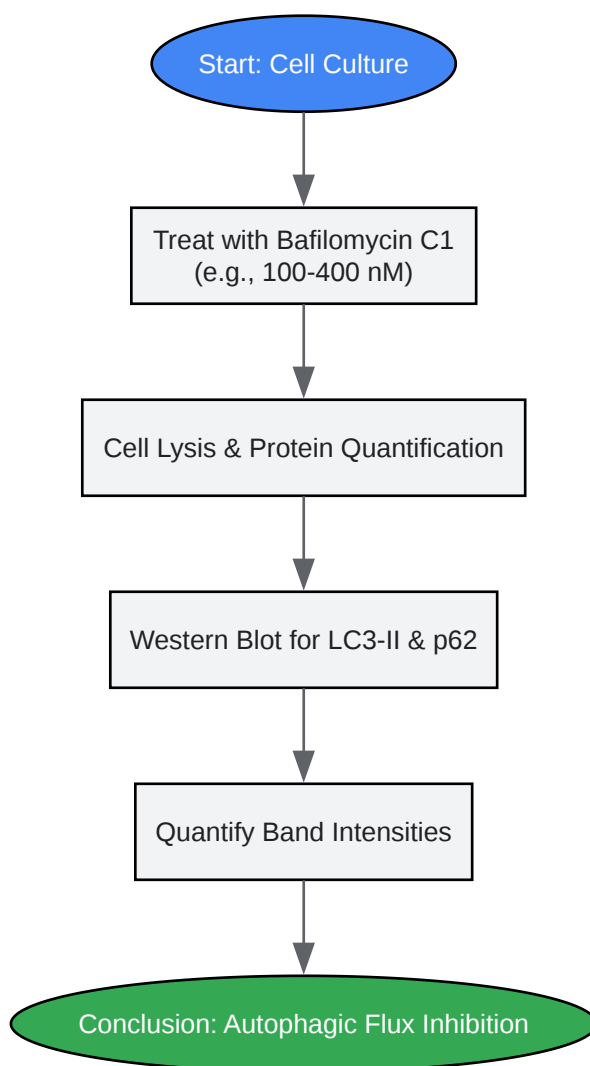 Start: Cell Culture
Treat with Bafilomycin C1
(e.g., 100-400 nM)
Cell Lysis & Protein Quantification
Western Blot for LC3-II & p62
Quantify Band Intensities
Conclusion: Autophagic Flux Inhibition